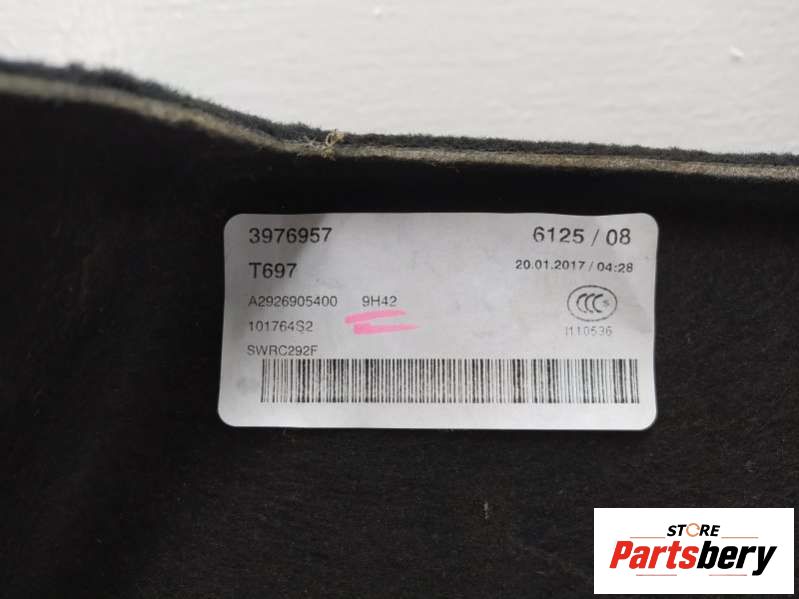 3976957 6125 / 08
T697 20.01.2017 / 04:28
A2926905400 9H42
101764S2 I110536
SWRC292F
STORE
Partsbery